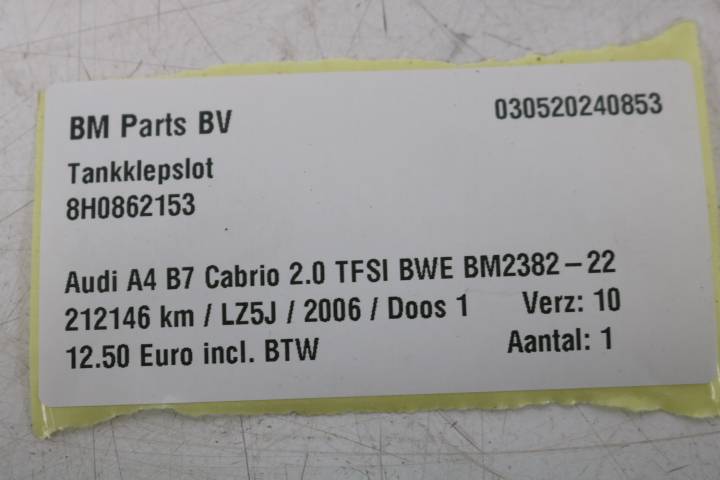 BM Parts BV 030520240853
Tankklepslot
8H0862153
Audi A4 B7 Cabrio 2.0 TFSI BWE BM2382-22
212146 km / LZ5J / 2006 / Doos 1 Verz: 10
12.50 Euro incl. BTW Aantal: 1